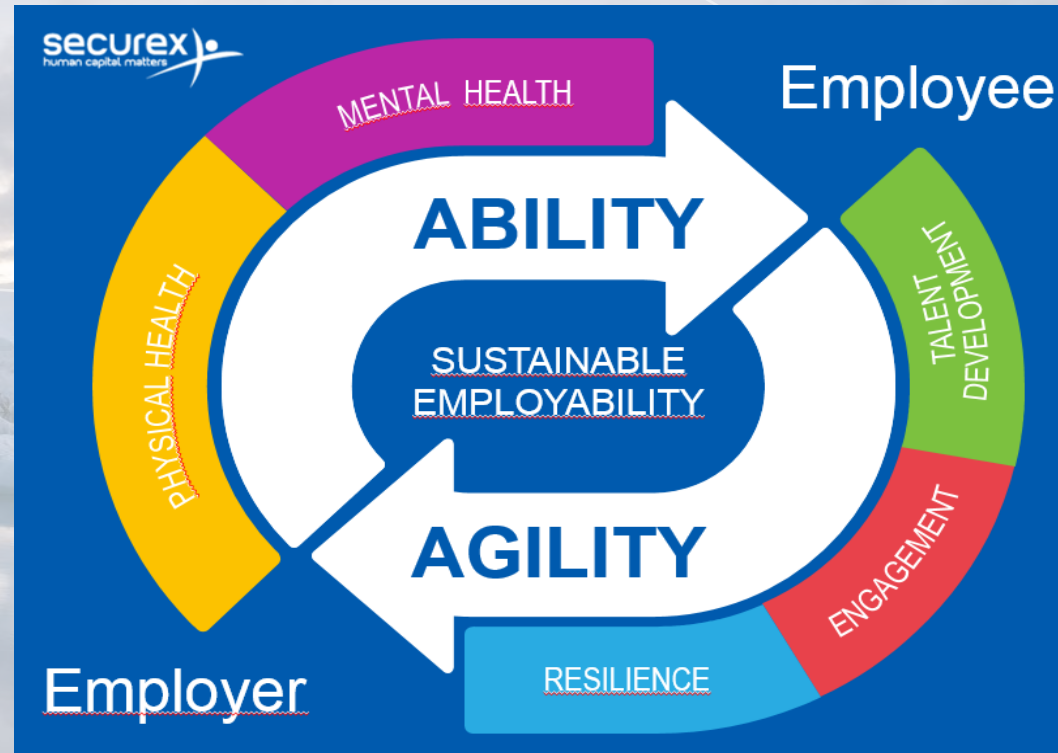 securex
human capital matters
MENTAL HEALTH
Employee
ABILITY
PHYSICAL HEALTH
TALENT
DEVELOPMENT
SUSTAINABLE
EMPLOYABILITY
AGILITY
ENGAGEMENT
RESILIENCE
Employer